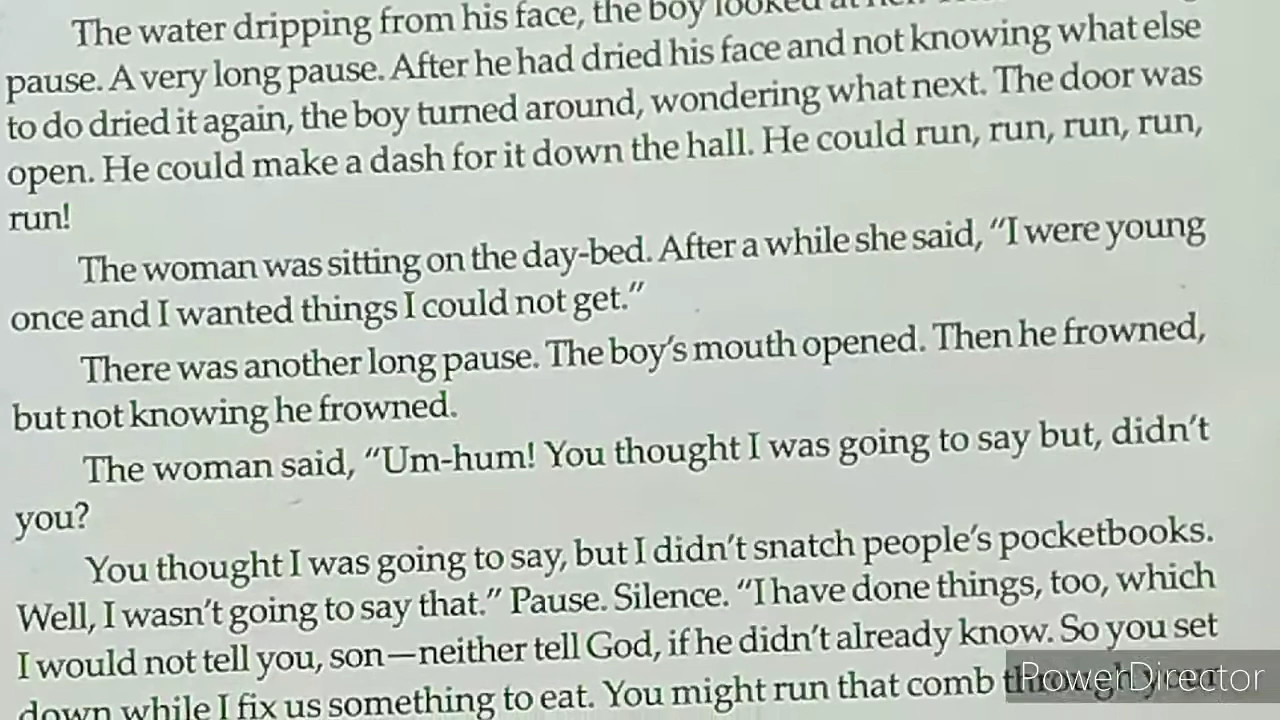 The water dripping from his face, the boy looked at
pause. A very long pause. After he had dried his face and not knowing what else
to do dried it again, the boy turned around, wondering what next. The door was
open. He could make a dash for it down the hall. He could run, run, run, run,
run!
The woman was sitting on the day-bed. After a while she said, “I were young
once and I wanted things I could not get.”
There was another long pause. The boy’s mouth opened. Then he frowned,
but not knowing he frowned.
The woman said, “Um-hum! You thought I was going to say but, didn’t
you?
You thought I was going to say, but I didn’t snatch people’s pocketbooks.
Well, I wasn’t going to say that.” Pause. Silence. “I have done things, too, which
I would not tell you, son—neither tell God, if he didn’t already know. So you set
down while I fix us something to eat. You might run that comb through your
PowerDirector